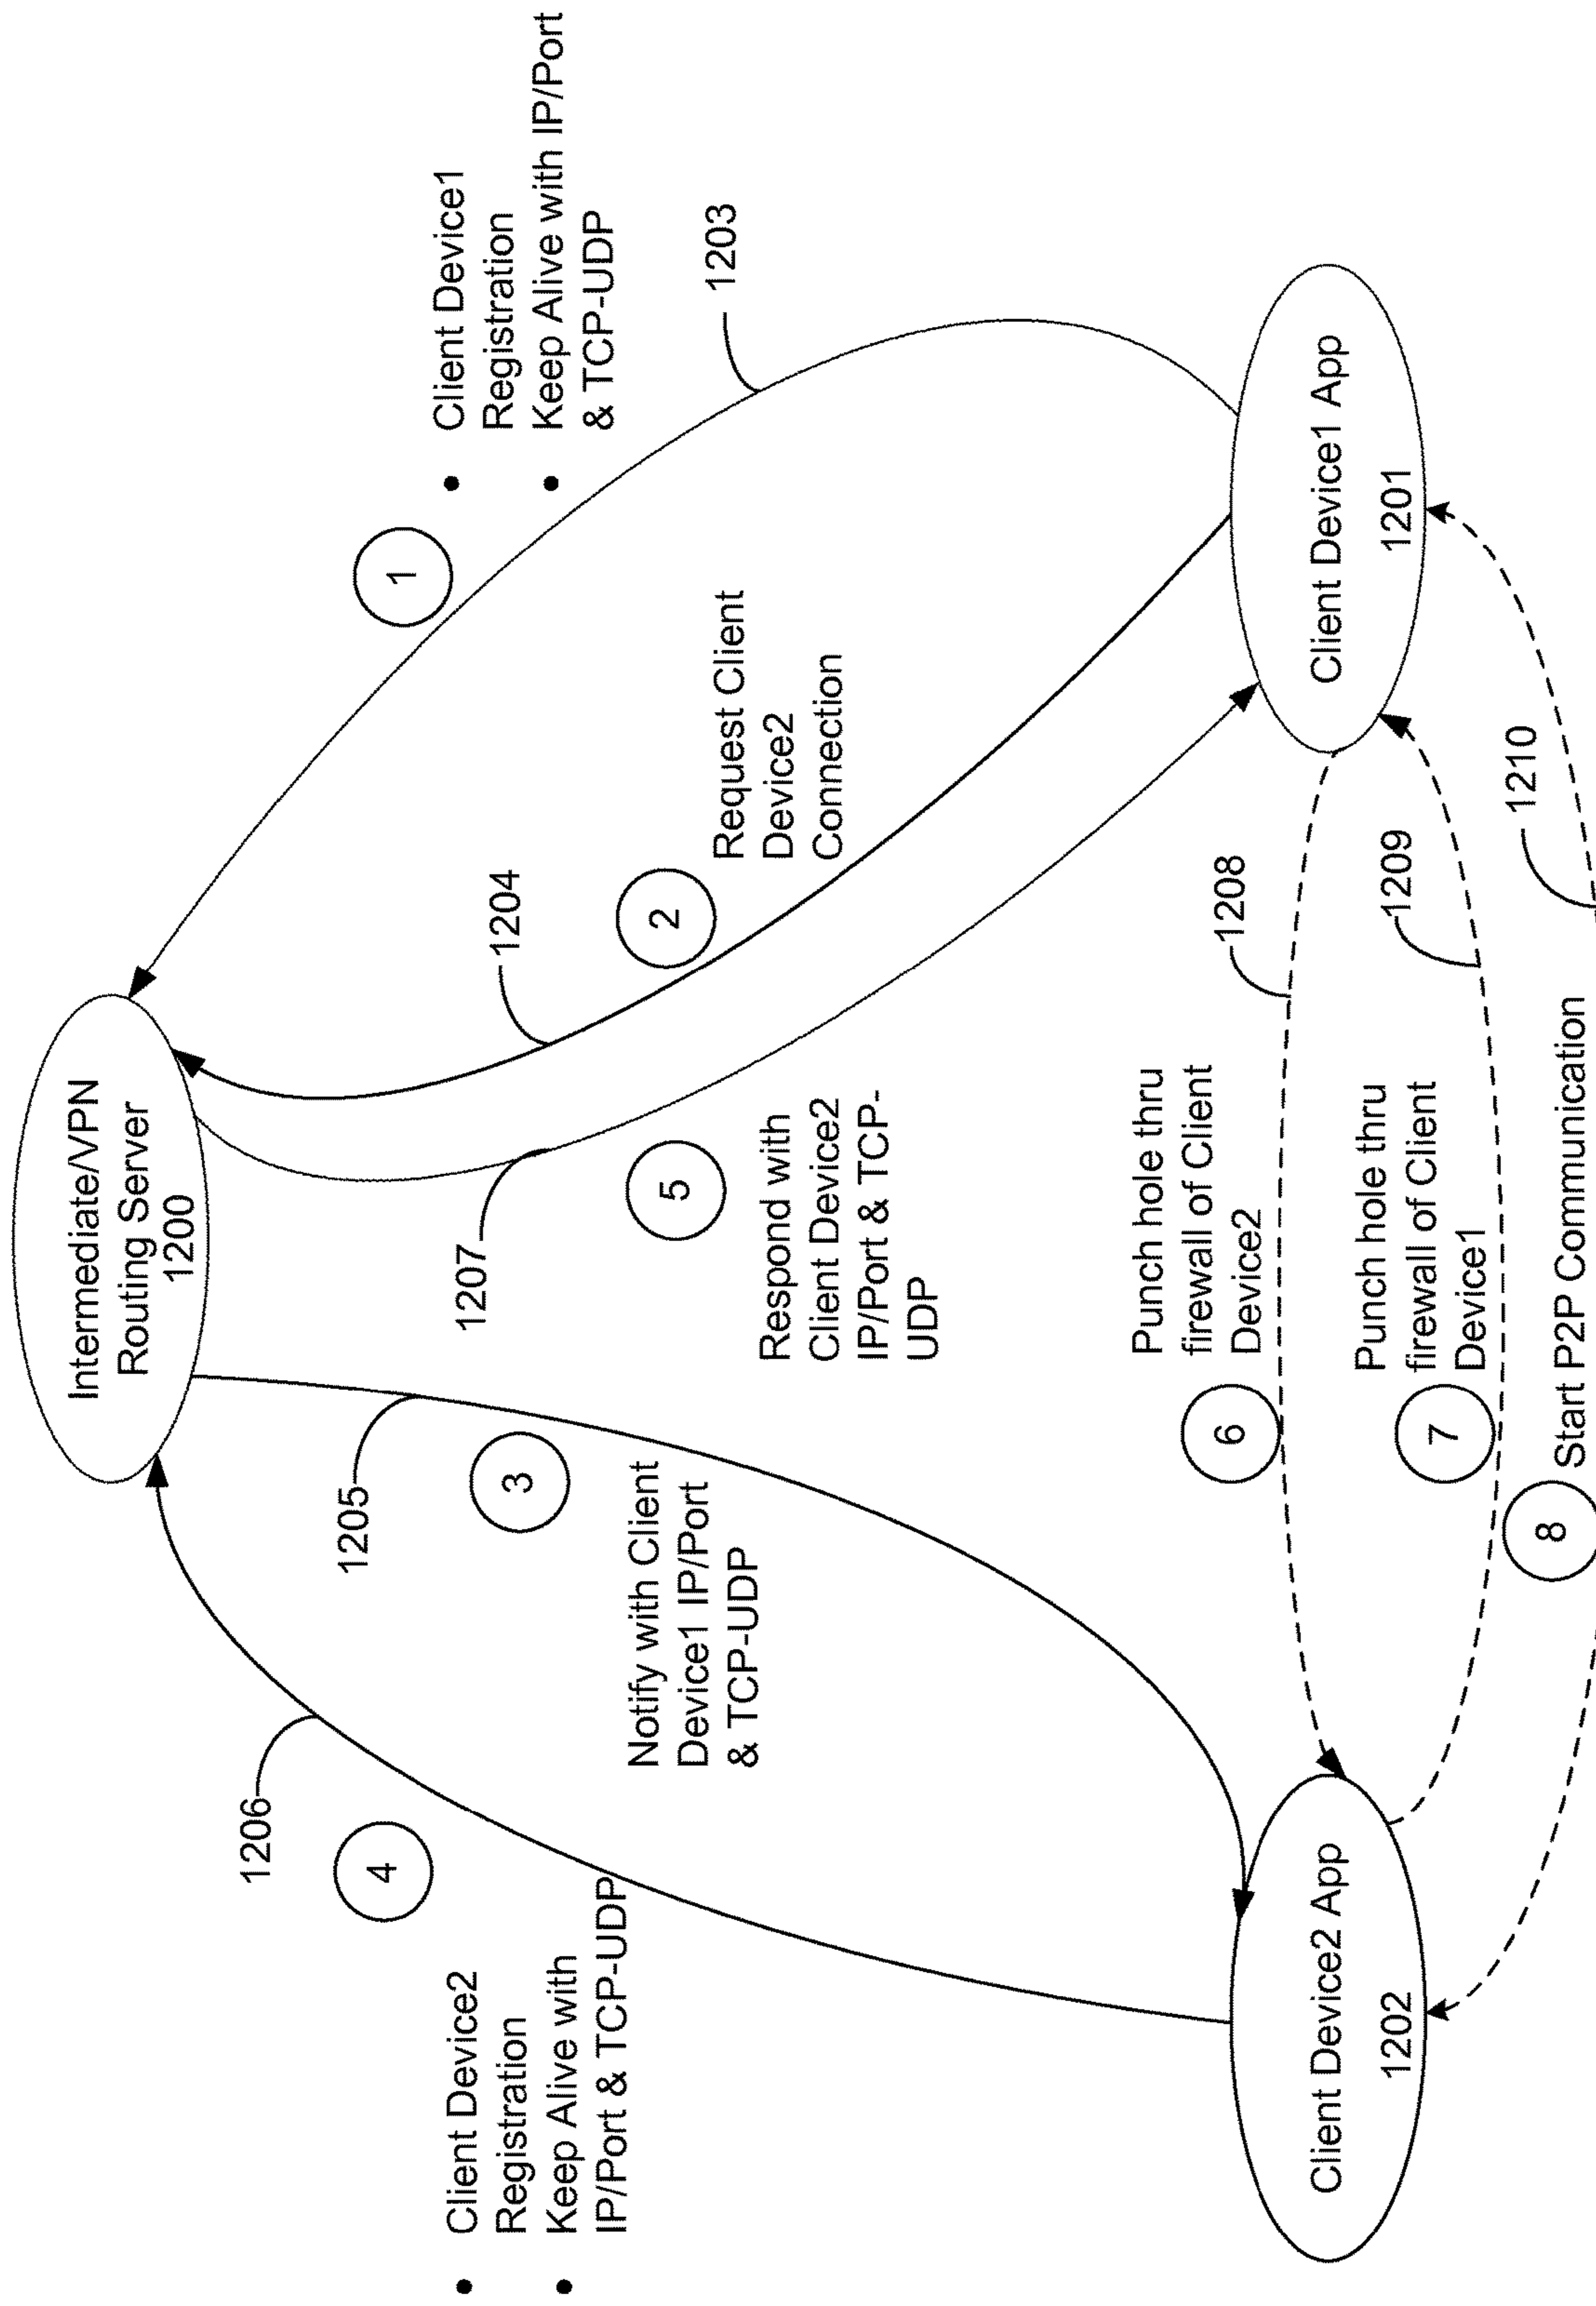 Intermediate/VPN
Routing Server
1200
1
• Client Device1
Registration
• Keep Alive with IP/Port
& TCP-UDP
1203
1204
2
Request Client
Device2
Connection
1205
3
Notify with Client
Device1 IP/Port
& TCP-UDP
1206
4
• Client Device2
Registration
• Keep Alive with
IP/Port & TCP-UDP
1207
5
Respond with
Client Device2
IP/Port & TCP-
UDP
6
Punch hole thru
firewall of Client
Device2
1208
7
Punch hole thru
firewall of Client
Device1
1209
8
Start P2P Communication
1210
Client Device2 App
1202
Client Device1 App
1201